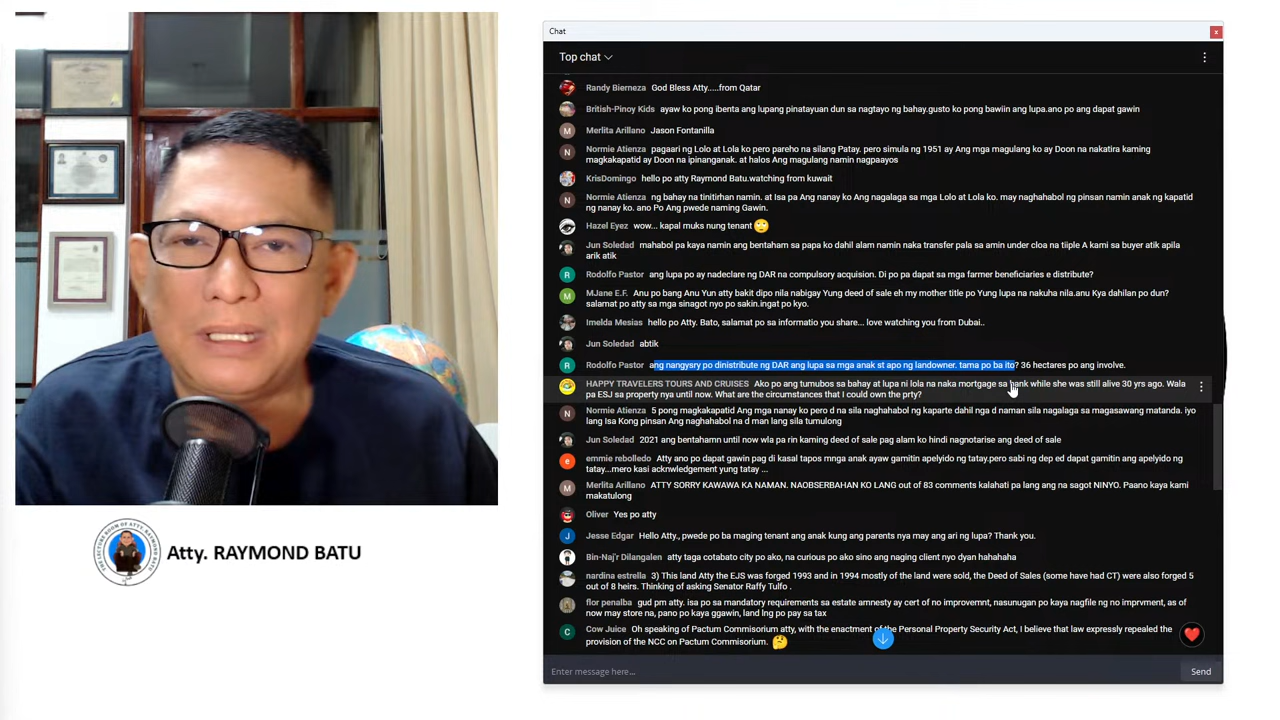 Chat
x
Top chat
Randy Bierneza God Bless Atty.....from Qatar
British-Pinoy Kids ayaw ko pong ibenta ang lupang pinatayuan dun sa nagtayo ng bahay.gusto ko pong bawiin ang lupa.ano po ang dapat gawin
M Merlita Arillano Jason Fontanilla
N Normie Atienza pagaari ng Lolo at Lola ko pero pareho na silang Patay. pero simula ng 1951 ay Ang mga magulang ko ay Doon na nakatira kaming
magkakapatid ay Doon na ipinanganak. at halos Ang magulang namin nagpaayos
KrisDomingo hello po atty Raymond Batu.watching from kuwait
N Normie Atienza ng bahay na tinitirhan namin. at Isa pa Ang nanay ko Ang nagalaga sa mga Lolo at Lola ko. may naghahabol ng pinsan namin anak ng kapatid
ng nanay ko. ano Po Ang pwede naming Gawin.
Hazel Eyez wow... kapal muks nung tenant 🙄
Jun Soledad mahabol pa kaya namin ang bentaham sa papa ko dahil alam namin naka transfer pala sa amin under cloa na tiiple A kami sa buyer atik apila
arik atik
R Rodolfo Pastor ang lupa po ay nadeclare ng DAR na compulsory acquision. Di po pa dapat sa mga farmer beneficiaries e distribute?
M MJane E.F. Anu po bang Anu Yun atty bakit dipo nila nabigay Yung deed of sale eh my mother title po Yung lupa na nakuha nila.anu Kya dahilan po dun?
salamat po atty sa mga sinagot nyo po sakin.ingat po kyo.
Imelda Mesias hello po Atty. Bato, salamat po sa informatio you share... love watching you from Dubai..
Jun Soledad abtik
R Rodolfo Pastor ang nangysry po dinistribute ng DAR ang lupa sa mga anak st apo ng landowner. tama po ba ito? 36 hectares po ang involve.
HAPPY TRAVELERS TOURS AND CRUISES Ako po ang tumubos sa bahay at lupa ni lola na naka mortgage sa bank while she was still alive 30 yrs ago. Wala
pa ESJ sa property nya until now. What are the circumstances that I could own the prty?
N Normie Atienza 5 pong magkakapatid Ang mga nanay ko pero d na sila naghahabol ng kaparte dahil nga d naman sila nagalaga sa magasawang matanda. iyo
lang Isa Kong pinsan Ang naghahabol na d man lang sila tumulong
Jun Soledad 2021 ang bentahamn until now wla pa rin kaming deed of sale pag alam ko hindi nagnotarise ang deed of sale
e emmie rebolledo Atty ano po dapat gawin pag di kasal tapos mnga anak ayaw gamitin apelyido ng tatay.pero sabi ng dep ed dapat gamitin ang apelyido ng
tatay...mero kasi acknowledgement yung tatay ...
M Merlita Arillano ATTY SORRY KAWAWA KA NAMAN. NAOBSERBAHAN KO LANG out of 83 comments kalahati pa lang ang na sagot NINYO. Paano kaya kami
makatulong
Oliver Yes po atty
J Jesse Edgar Hello Atty., pwede po ba maging tenant ang anak kung ang parents nya may ang ari ng lupa? Thank you.
Bin-Naj'r Dilangalen atty taga cotabato city po ako, na curious po ako sino ang naging client nyo dyan hahahaha
nardina estrella 3) This land Atty the EJS was forged 1993 and in 1994 mostly of the land were sold, the Deed of Sales (some have had CT) were also forged 5
out of 8 heirs. Thinking of asking Senator Raffy Tulfo .
flor penalba gud pm atty. isa po sa mandatory requirements sa estate amnesty ay cert of no improvemnt, nasunugan po kaya nagfile ng no imprvment, as of
now may store na, pano po kaya ggawin, land lng po pay sa tax
C Cow Juice Oh speaking of Pactum Commisorium atty, with the enactment of the Personal Property Security Act, I believe that law expressly repealed the
provision of the NCC on Pactum Commisorium. 🤔
Enter message here...
Send
Atty. RAYMOND BATU